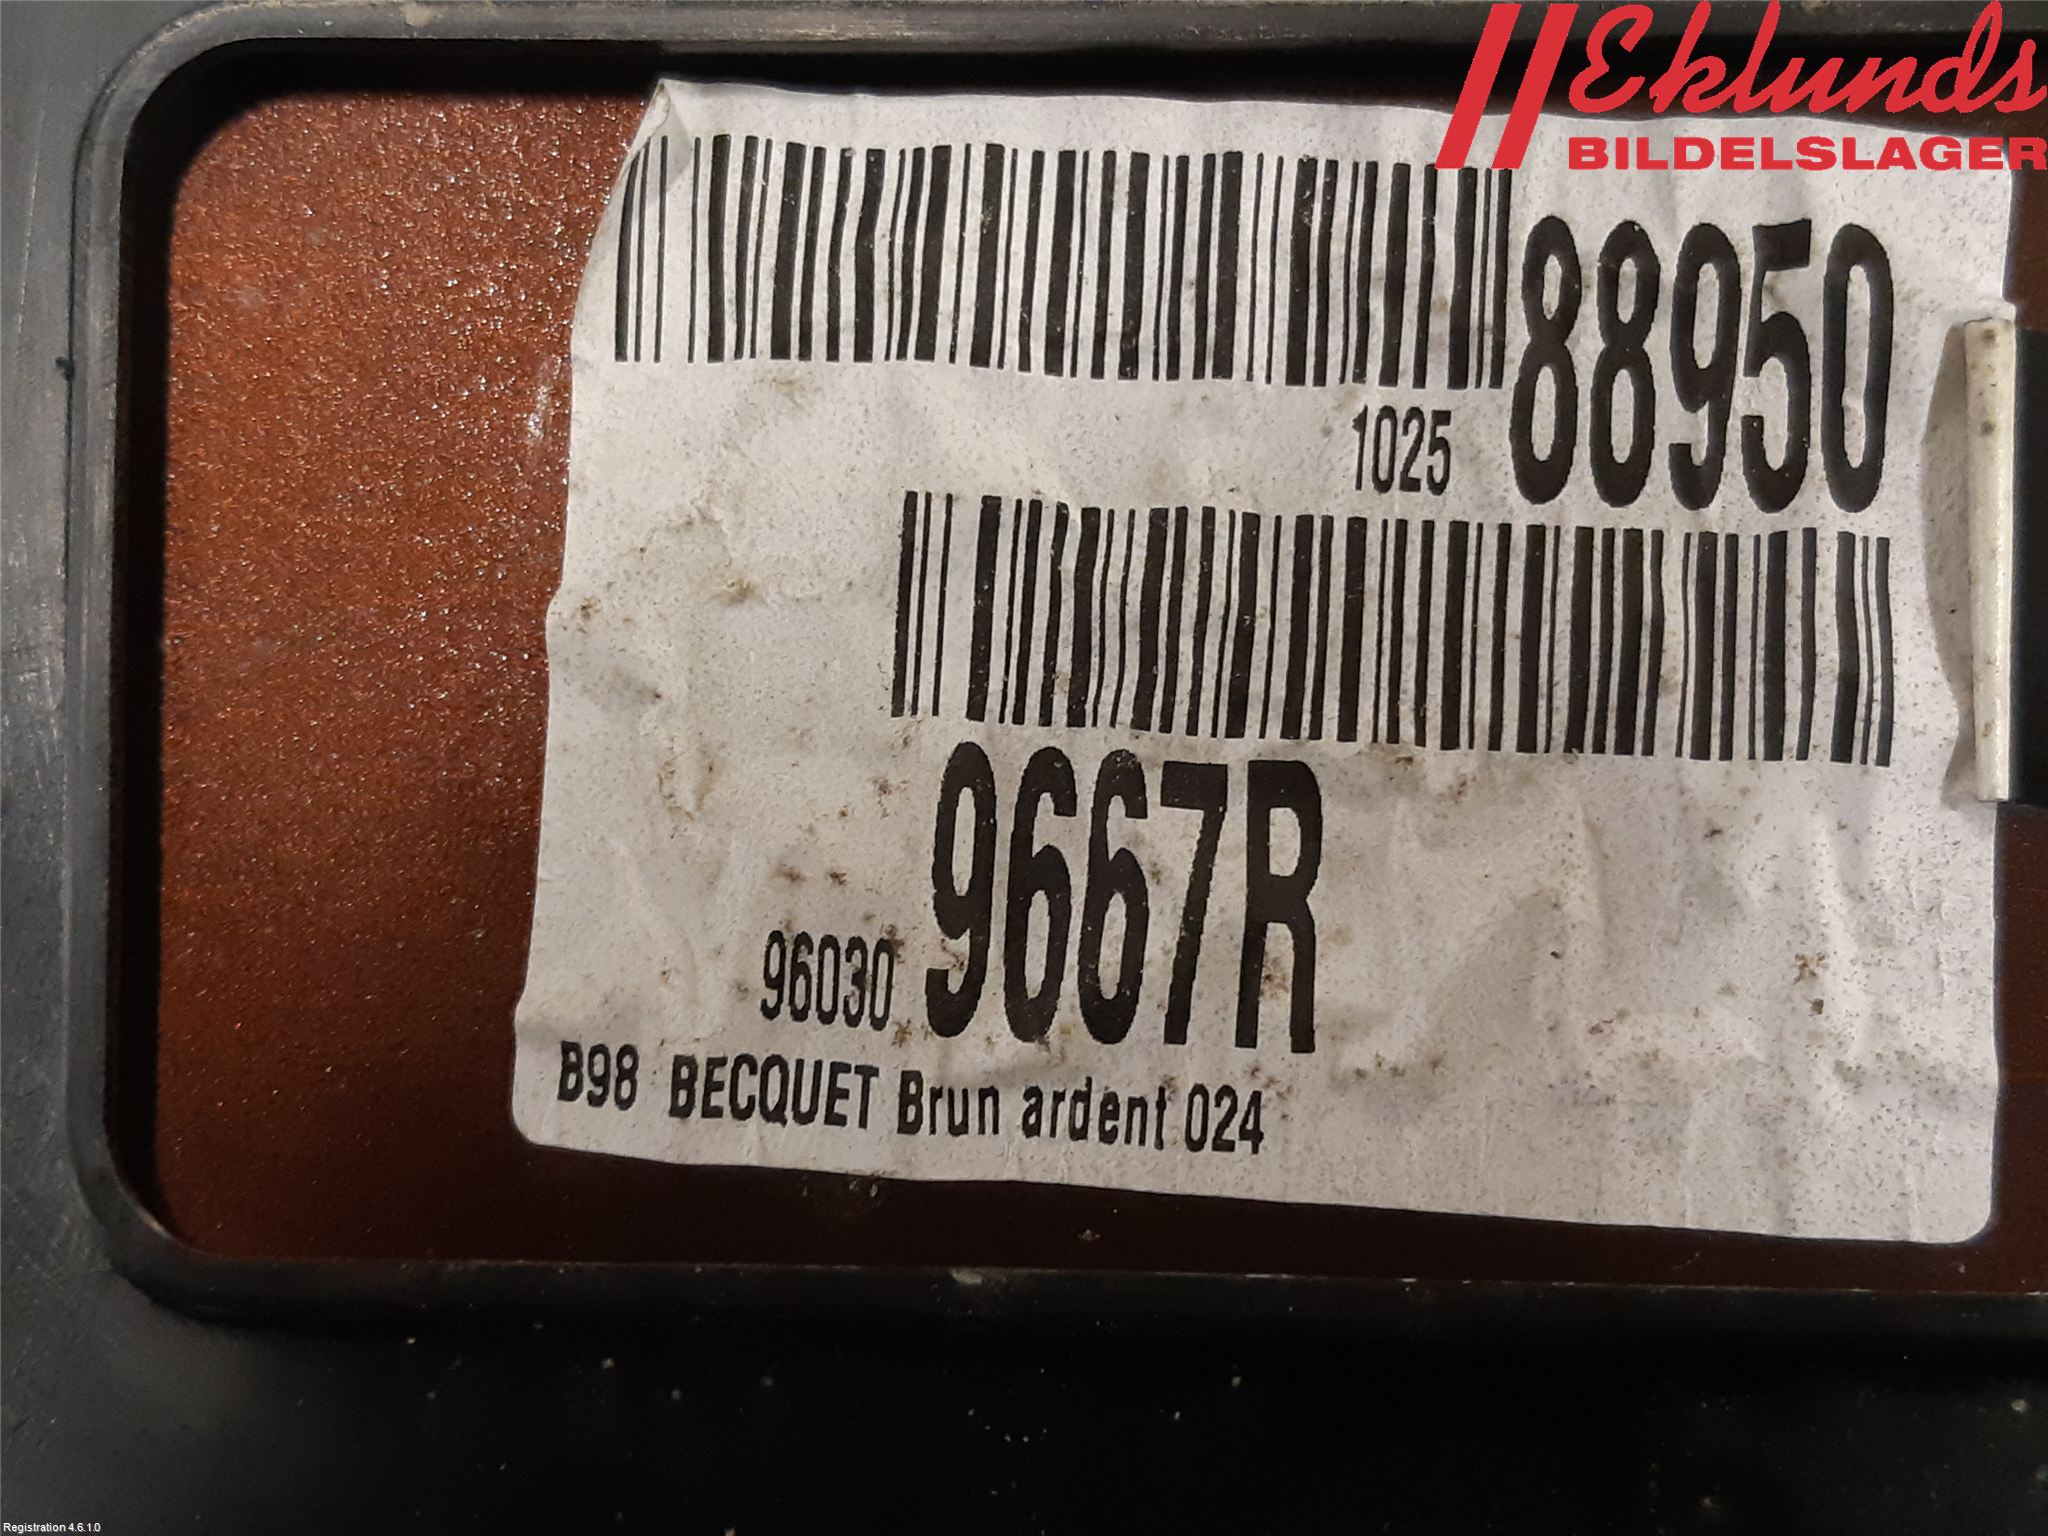 Eklunds
BILDELSLAGER
1025 88950
96030 9667R
B98 BECQUET Brun ardent 024
Registration 4.6.1.0